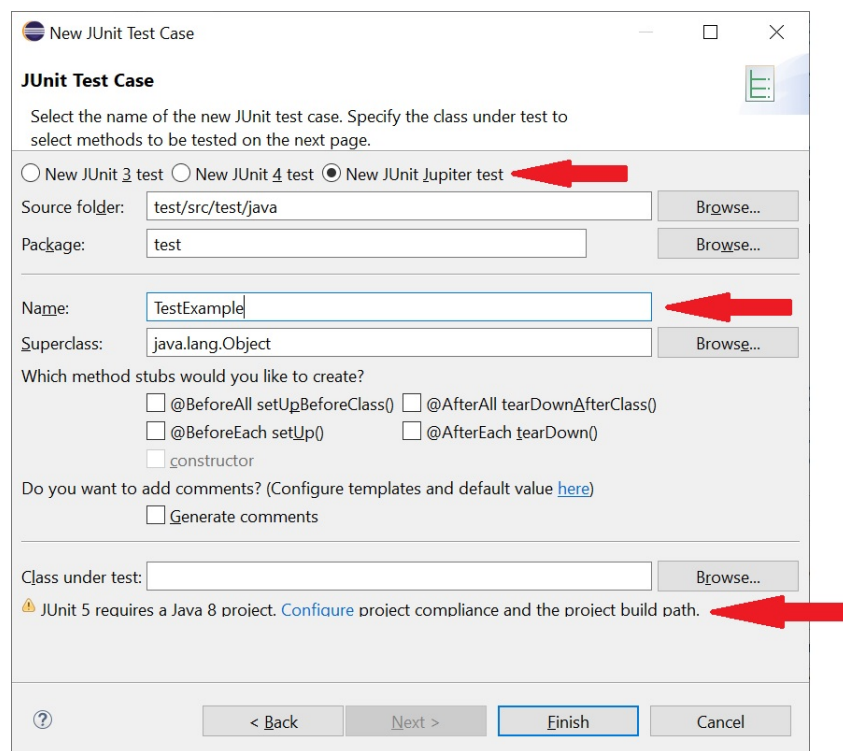 New JUnit Test Case
JUnit Test Case
Select the name of the new JUnit test case. Specify the class under test to
select methods to be tested on the next page.
New JUnit 3 test New JUnit 4 test New JUnit Jupiter test
Source folder: test/src/test/java Browse...
Package: test Browse...
Name: TestExample
Superclass: java.lang.Object Browse...
Which method stubs would you like to create?
@BeforeAll setUpBeforeClass() @AfterAll tearDownAfterClass()
@BeforeEach setUp() @AfterEach tearDown()
constructor
Do you want to add comments? (Configure templates and default value here)
Generate comments
Class under test: Browse...
JUnit 5 requires a Java 8 project. Configure project compliance and the project build path.
? < Back Next > Finish Cancel